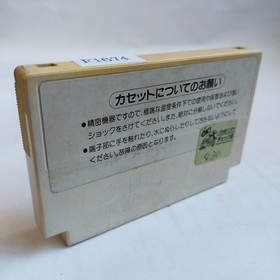 F1674
カセットについてのお願い
●精密機器ですので、極端な温度条件下での使用や保管および強い
ショックをさけてください。また、絶対に分解しないでください。
●端子部に手を触れたり、水にぬらしたりして汚さないようにして
ください。故障の原因となります。